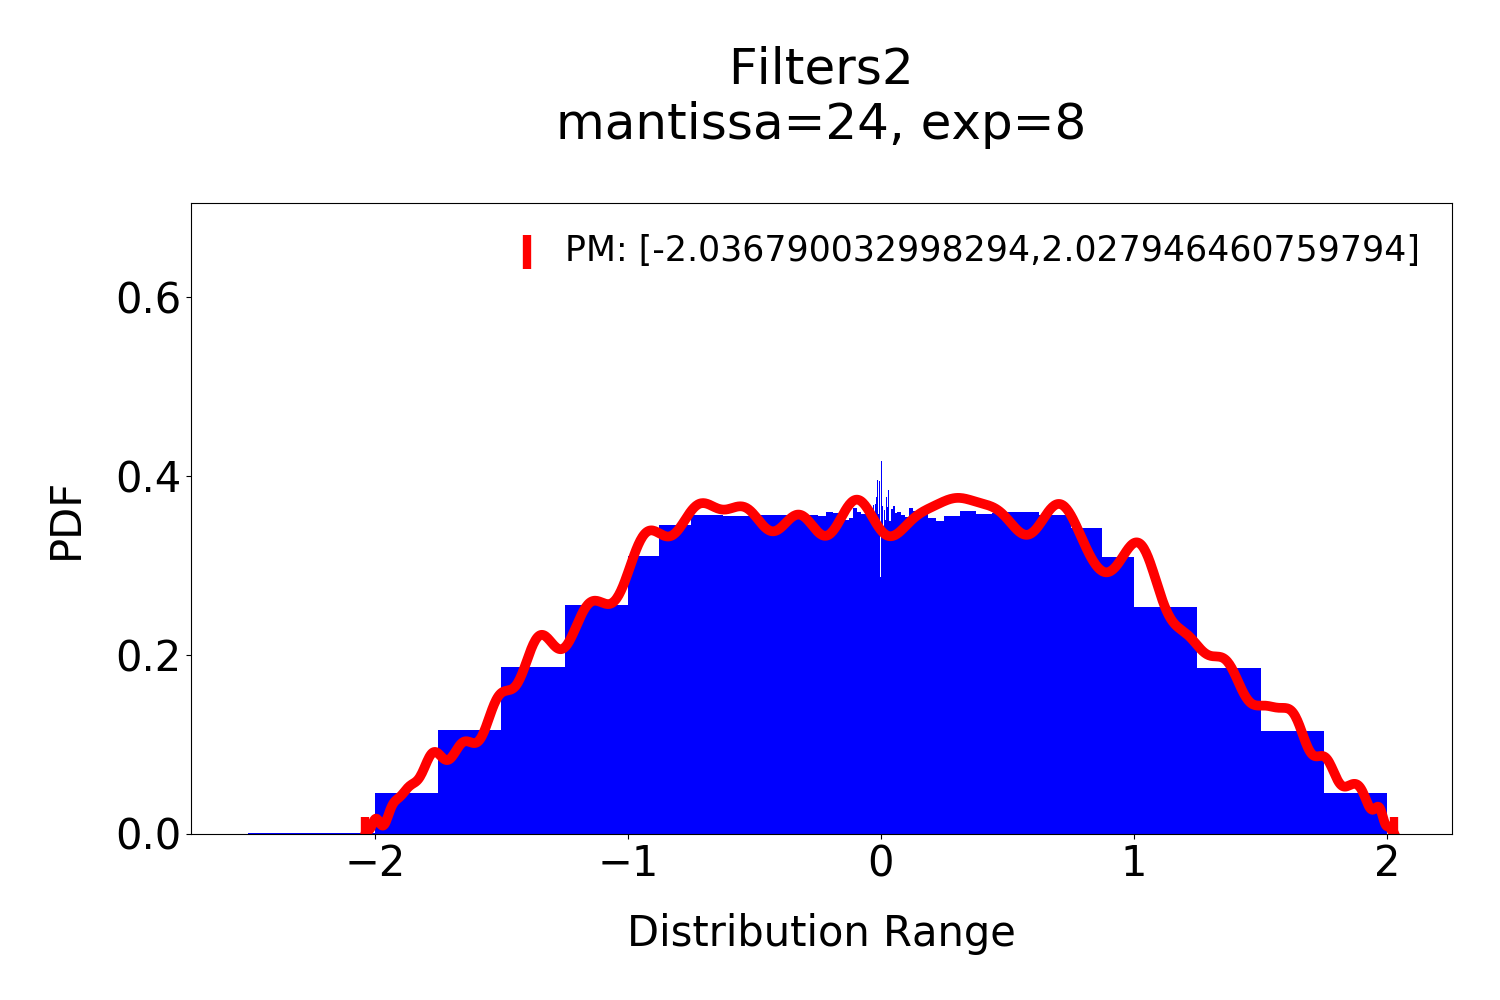 Filters2
mantissa=24, exp=8
PM: [-2.036790032998294,2.027946460759794]
PDF
0.6
0.4
0.2
0.0
−2 −1 0 1 2
Distribution Range